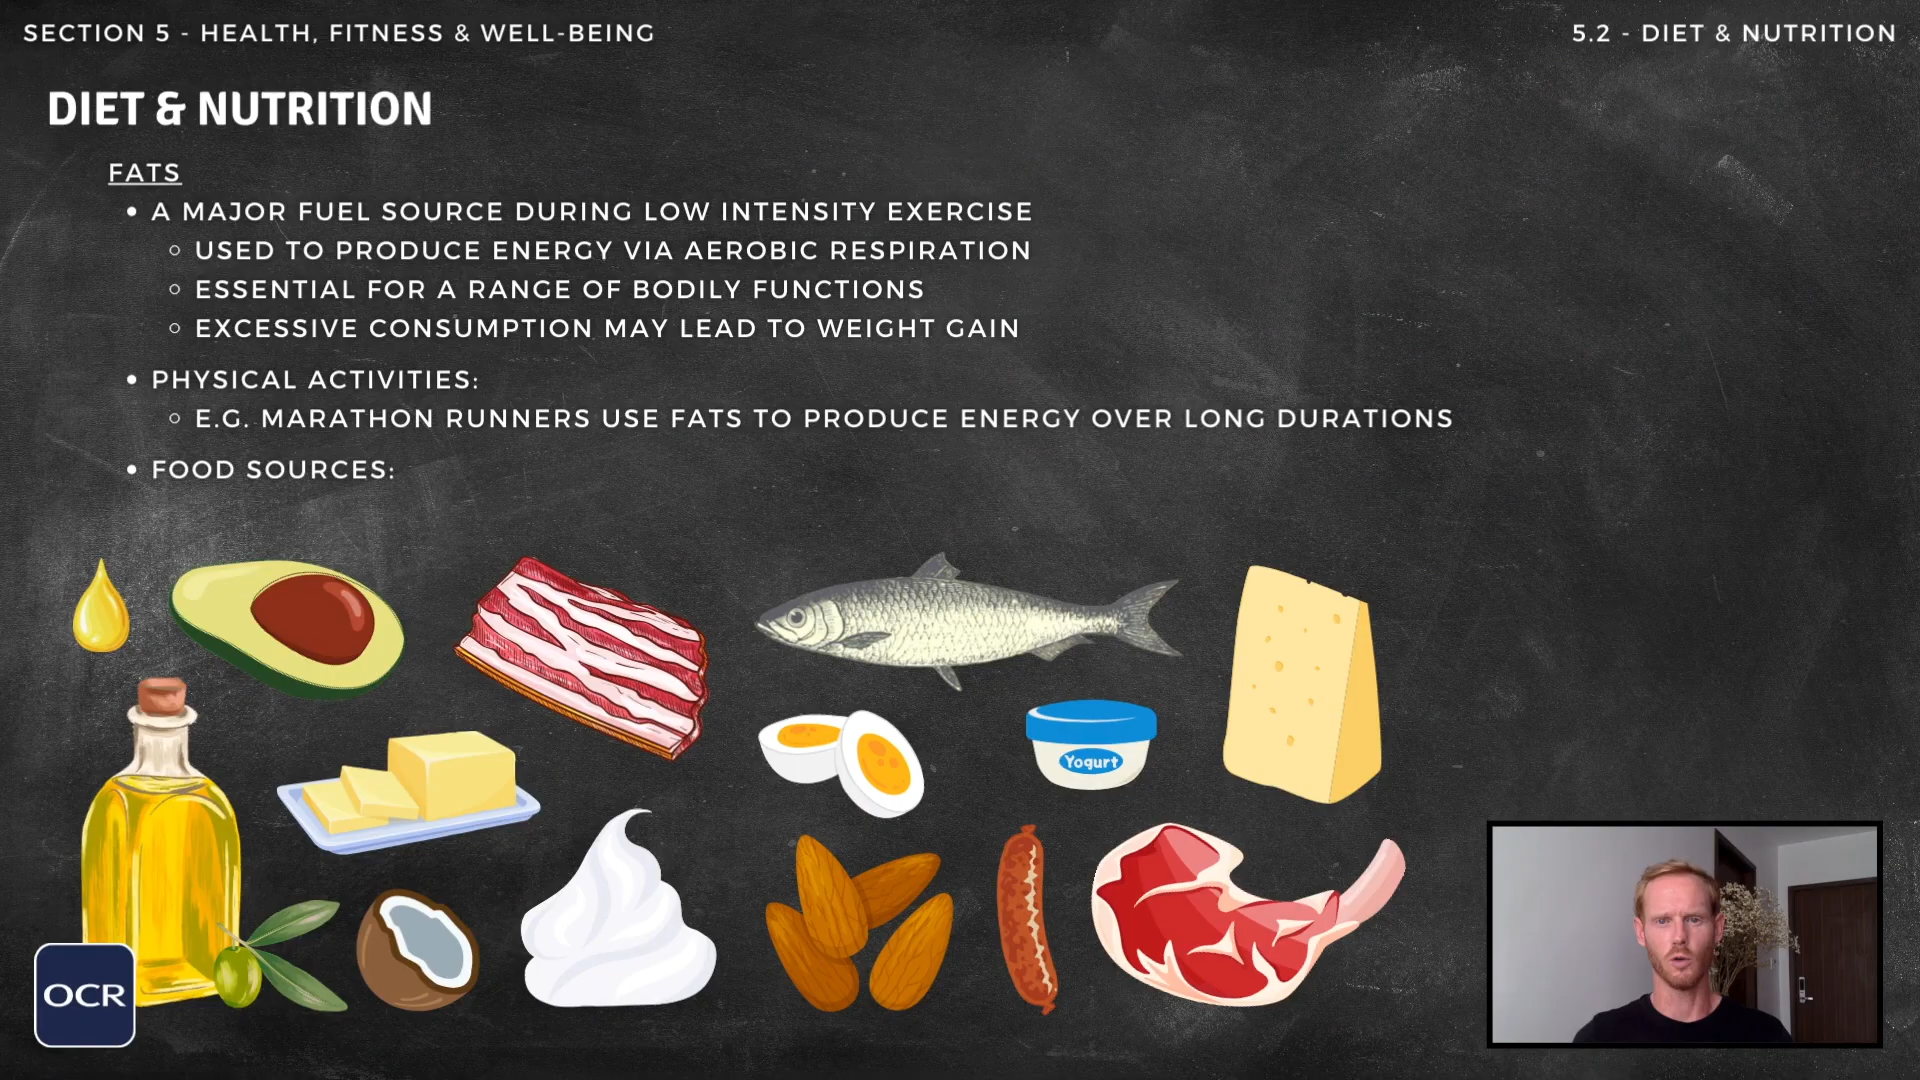 SECTION 5 - HEALTH, FITNESS & WELL-BEING
5.2 - DIET & NUTRITION
DIET & NUTRITION
FATS
• A MAJOR FUEL SOURCE DURING LOW INTENSITY EXERCISE
○ USED TO PRODUCE ENERGY VIA AEROBIC RESPIRATION
○ ESSENTIAL FOR A RANGE OF BODILY FUNCTIONS
○ EXCESSIVE CONSUMPTION MAY LEAD TO WEIGHT GAIN
• PHYSICAL ACTIVITIES:
○ E.G. MARATHON RUNNERS USE FATS TO PRODUCE ENERGY OVER LONG DURATIONS
• FOOD SOURCES:
Yogurt
OCR